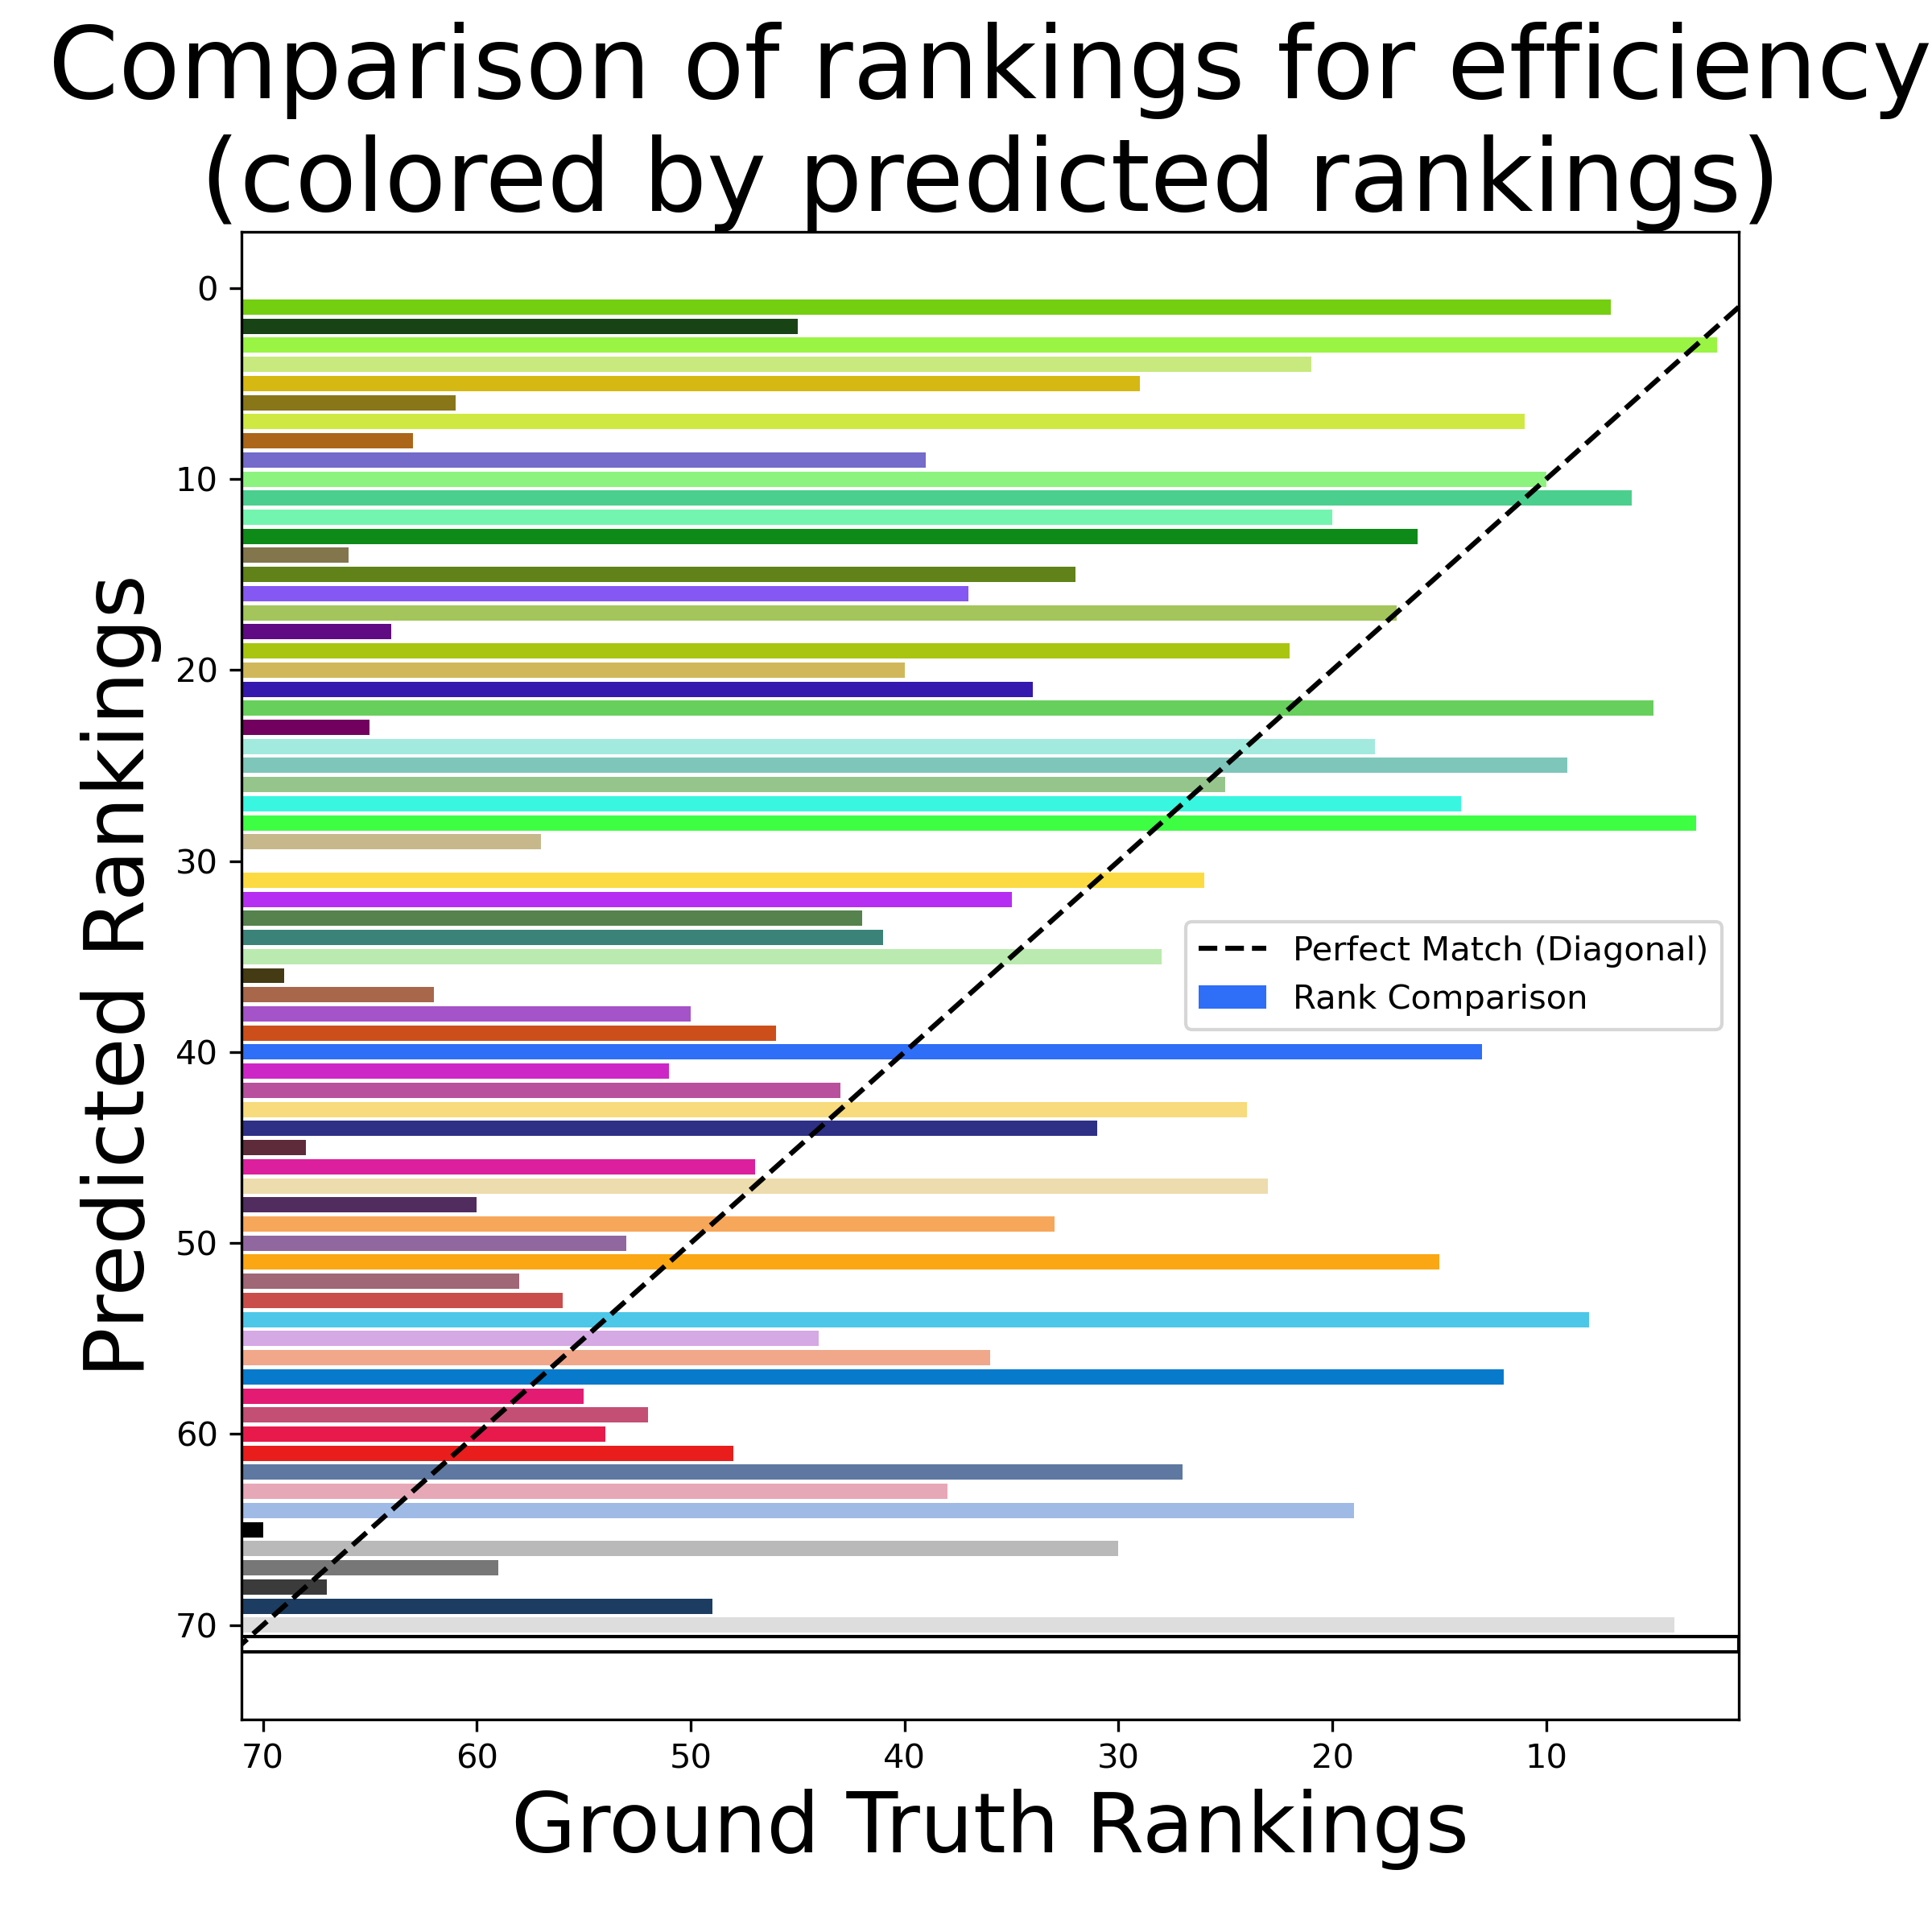 Comparison of rankings for efficiency
(colored by predicted rankings)
Predicted Rankings
0
10
20
30
40
50
60
70
Perfect Match (Diagonal)
Rank Comparison
70 60 50 40 30 20 10
Ground Truth Rankings